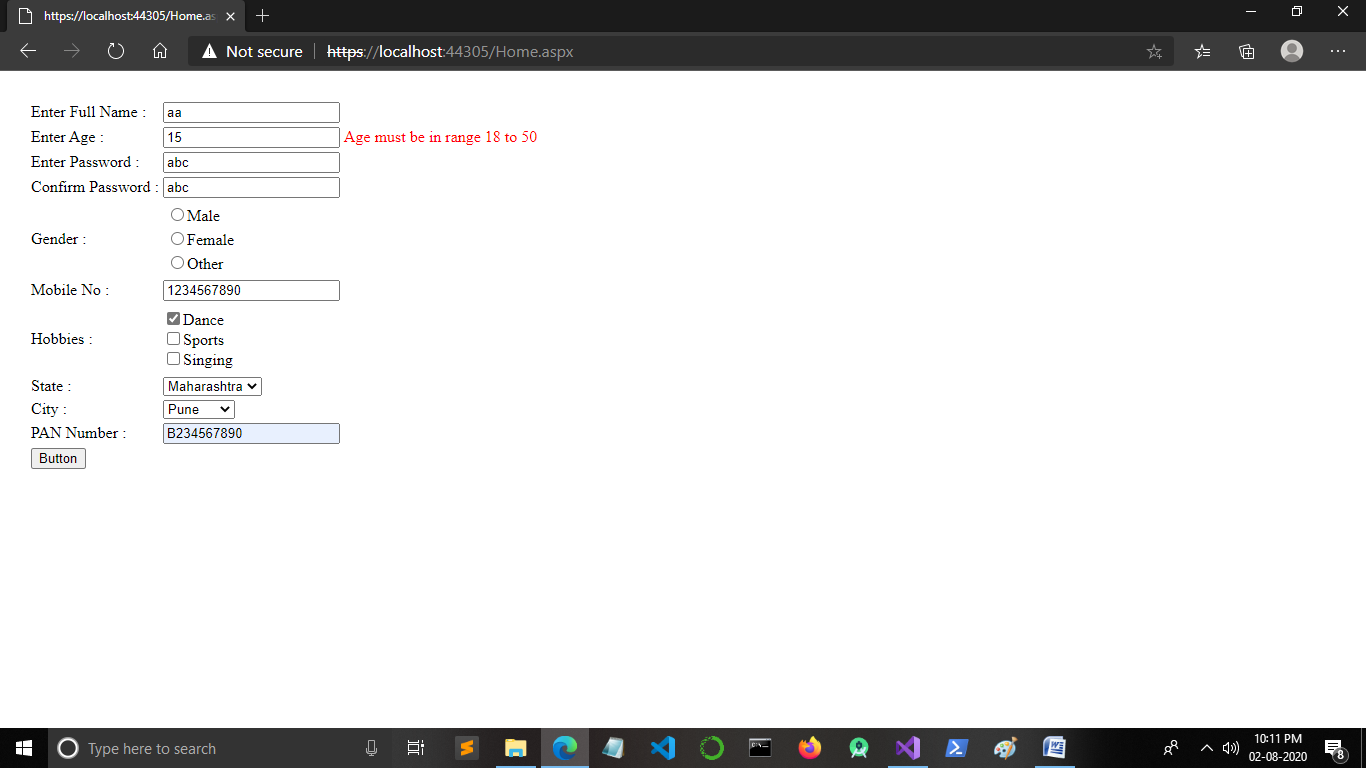 https://localhost:44305/Home.as
Not secure https://localhost:44305/Home.aspx
Enter Full Name : aa
Enter Age : 15 Age must be in range 18 to 50
Enter Password : abc
Confirm Password : abc
Gender :
Male
Female
Other
Mobile No : 1234567890
Hobbies :
Dance
Sports
Singing
State : Maharashtra
City : Pune
PAN Number : B234567890
Button
Type here to search
10:11 PM
02-08-2020
8